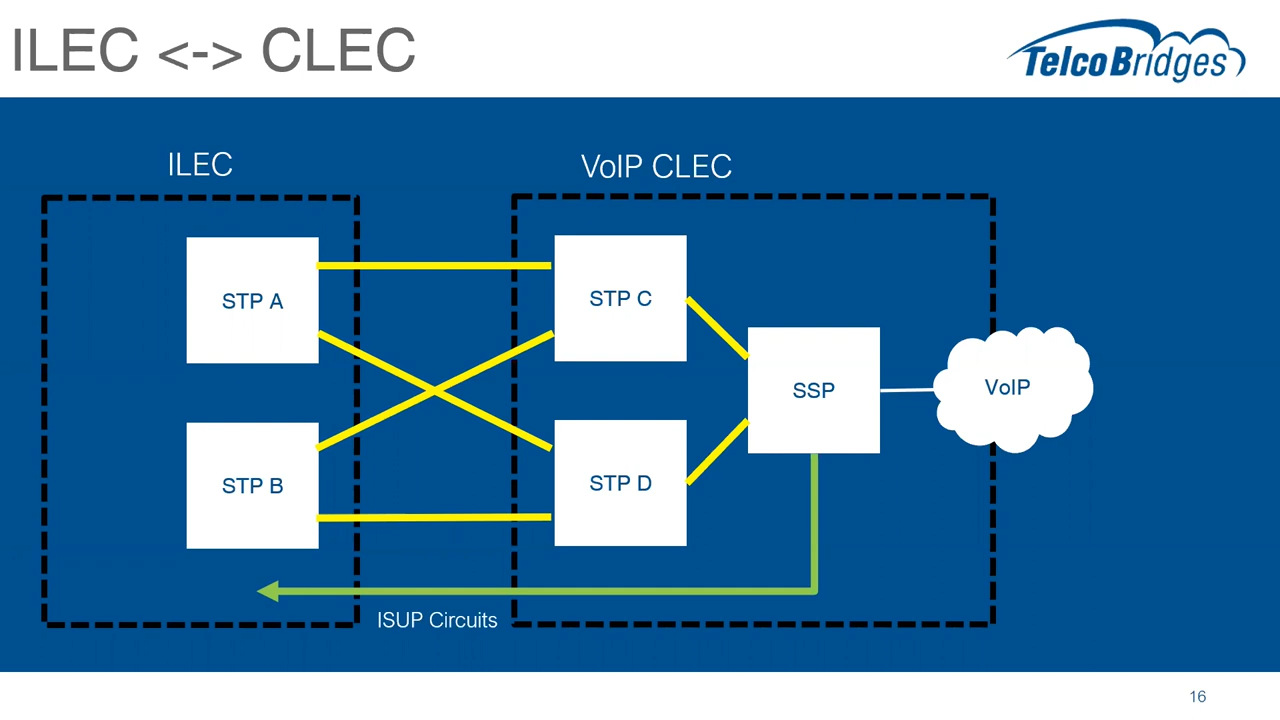 ILEC <-> CLEC
TelcoBridges
ILEC
VoIP CLEC
STP A
STP C
SSP
VoIP
STP B
STP D
ISUP Circuits
16